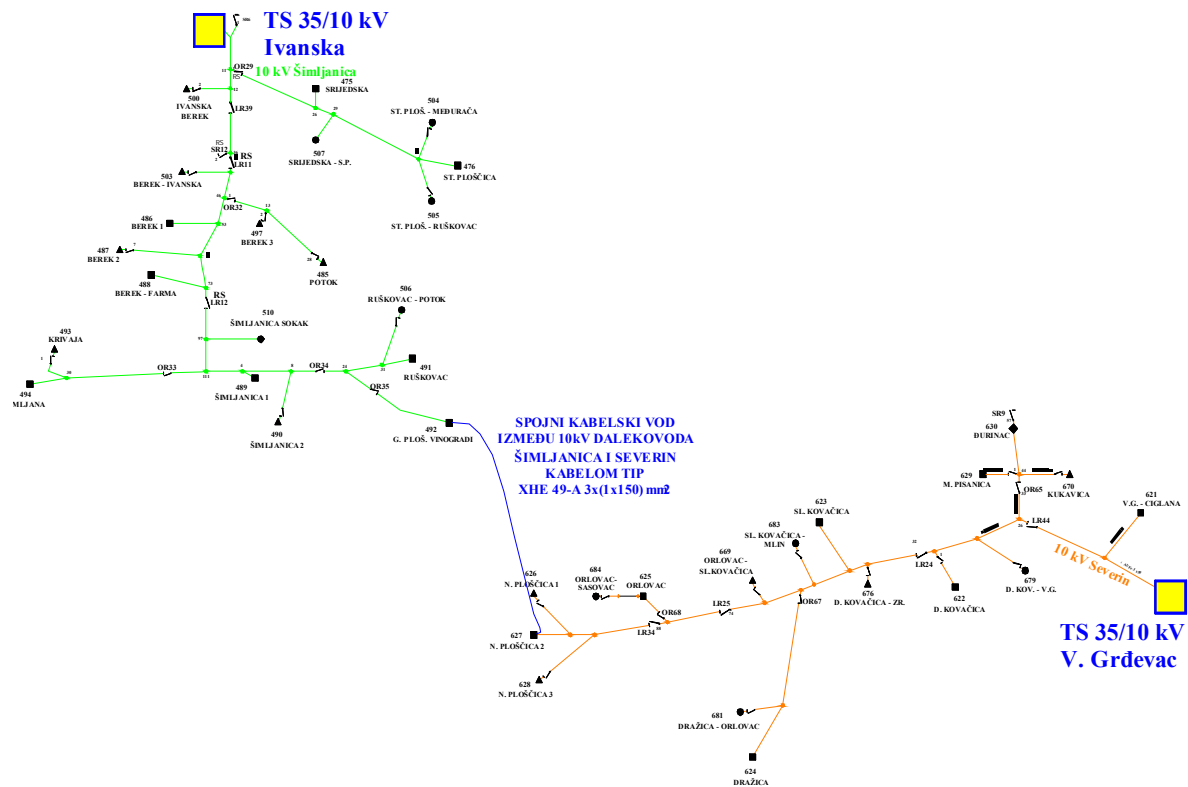 TS 35/10 kV
Ivanska
10 kV Šimljanica
OR29
RS
500
IVANSKA
BEREK
LR39
475
SRIJEDSKA
504
ST. PLOŠ. - MEĐURAČA
507
SRIJEDSKA - S.P.
476
ST. PLOŠČICA
505
ST. PLOŠ. - RUŠKOVAC
RS
SR12
RS
LR11
503
BEREK - IVANSKA
OR32
486
BEREK 1
497
BEREK 3
487
BEREK 2
485
POTOK
488
BEREK - FARMA
RS
LR12
510
ŠIMLJANICA SOKAK
506
RUŠKOVAC - POTOK
493
KRIVAJA
494
MLJANA
OR33
489
ŠIMLJANICA 1
OR34
491
RUŠKOVAC
OR35
490
ŠIMLJANICA 2
492
G. PLOŠ. VINOGRADI
SPOJNI KABELSKI VOD
IZMEĐU 10kV DALEKOVODA
ŠIMLJANICA I SEVERIN
KABELOM TIP
XHE 49-A 3x(1x150) mm2
SR9
630
ĐURINAC
629
M. PISANICA
670
KUKAVICA
OR65
621
V.G. - CIGLANA
LR44
10 kV Severin
623
SL. KOVAČICA
683
SL. KOVAČICA -
MLIN
669
ORLOVAC-
SL.KOVAČICA
LR24
679
D. KOV. - V.G.
622
D. KOVAČICA
676
D. KOVAČICA - ZR.
OR67
LR25
626
N. PLOŠČICA 1
684
ORLOVAC-
SASOVAC
625
ORLOVAC
OR68
LR34
627
N. PLOŠČICA 2
628
N. PLOŠČICA 3
TS 35/10 kV
V. Grđevac
681
DRAŽICA - ORLOVAC
624
DRAŽICA